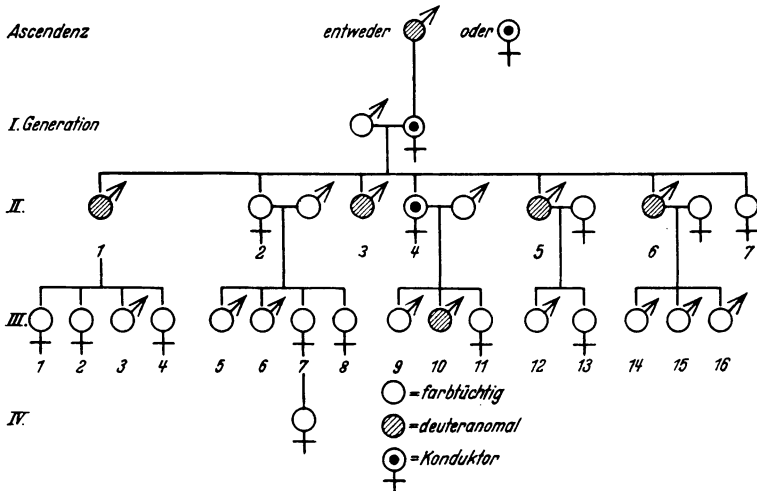 Ascendenz entweder oder
I. Generation
II.
1 2 3 4 5 6 7
III.
1 2 3 4 5 6 7 8 9 10 11 12 13 14 15 16
=farbtüchtig
IV.
=deuteranomal
=Konduktor